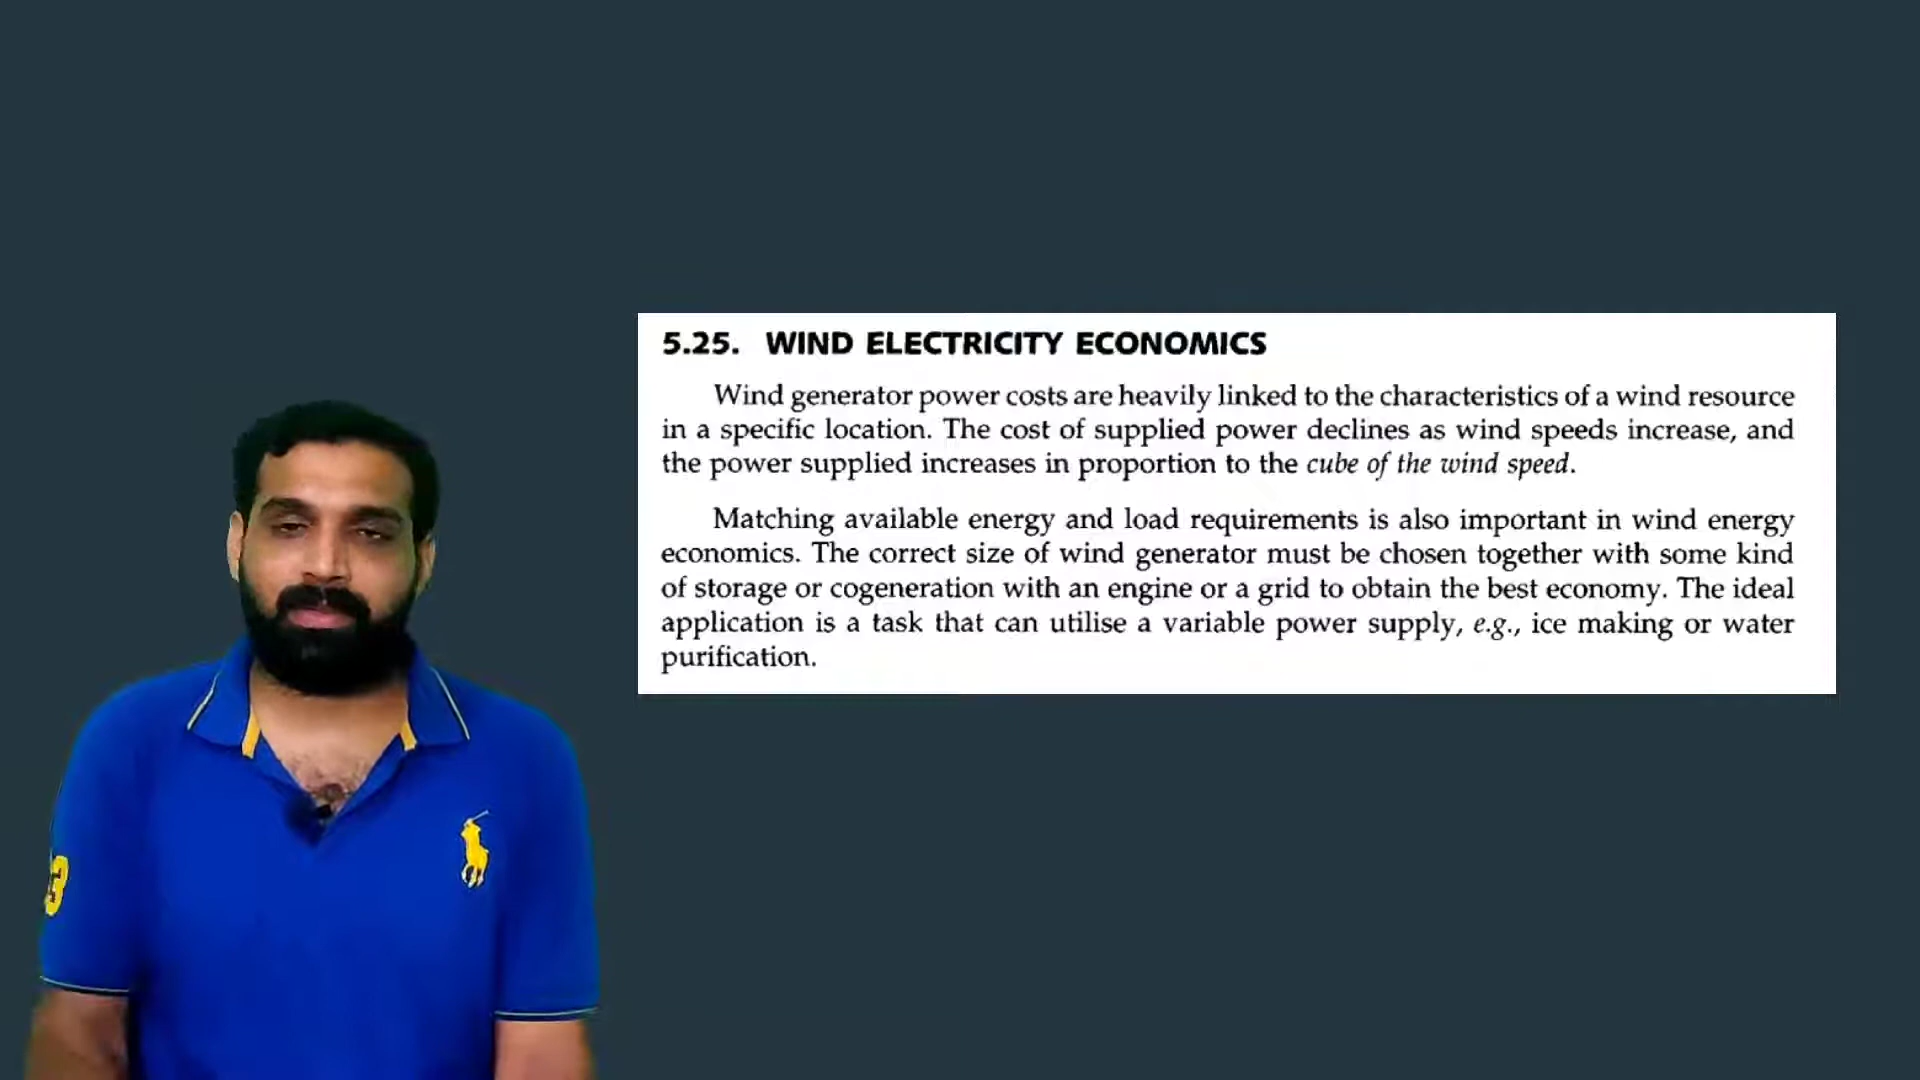 5.25. WIND ELECTRICITY ECONOMICS
Wind generator power costs are heavily linked to the characteristics of a wind resource
in a specific location. The cost of supplied power declines as wind speeds increase, and
the power supplied increases in proportion to the cube of the wind speed.
Matching available energy and load requirements is also important in wind energy
economics. The correct size of wind generator must be chosen together with some kind
of storage or cogeneration with an engine or a grid to obtain the best economy. The ideal
application is a task that can utilise a variable power supply, e.g., ice making or water
purification.
3